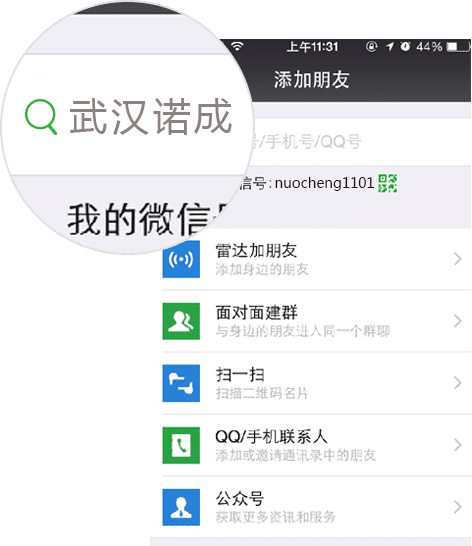 上午11:31
44%
添加朋友
武汉诺成
号/手机号/QQ号
信号:nuocheng1101
我的微信
雷达加朋友
添加身边的朋友
面对面建群
与身边的朋友进入同一个群聊
扫一扫
扫描二维码名片
QQ/手机联系人
添加或邀请通讯录中的朋友
公众号
获取更多资讯和服务